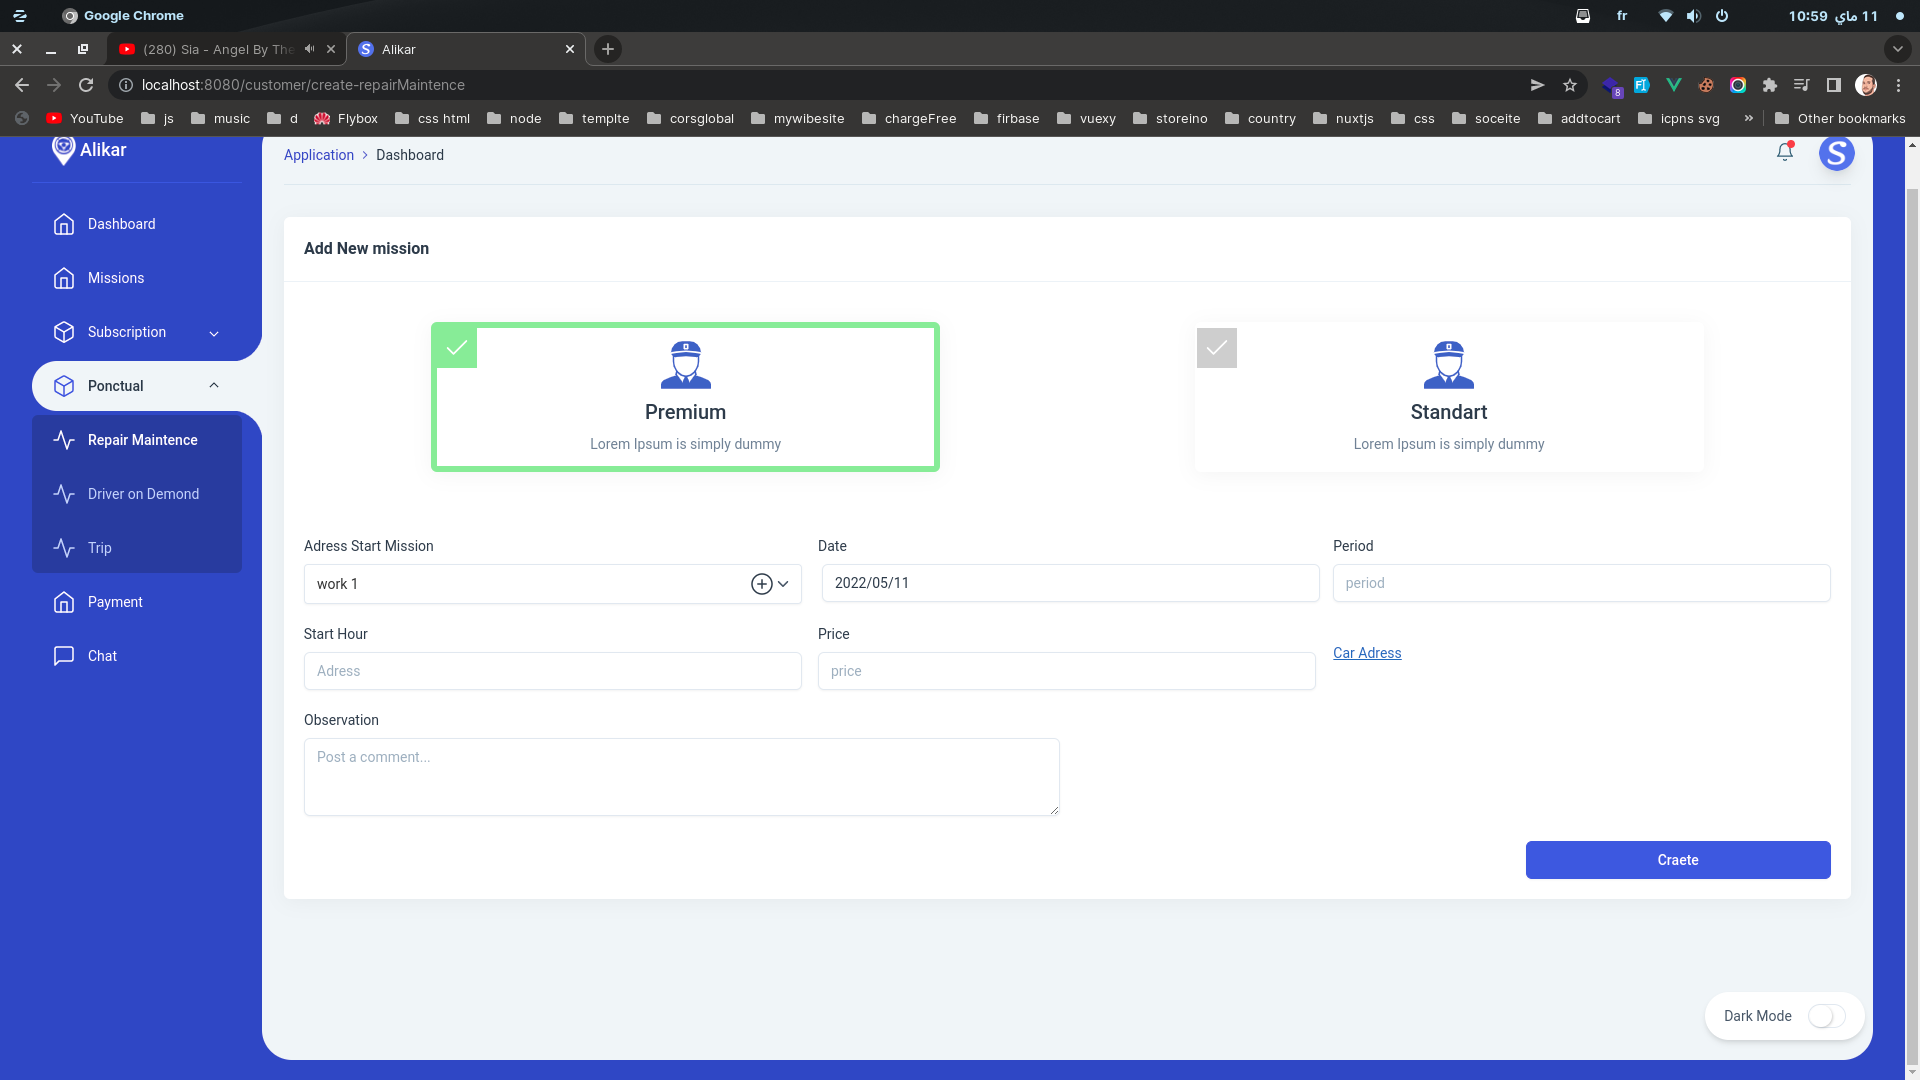 Google Chrome
fr
11 ماي 10:59
(280) Sia - Angel By The
Alikar
localhost:8080/customer/create-repairMaintence
8
YouTube js music d Flybox css html node templte corsglobal mywibesite chargeFree firbase vuexy storeino country nuxtjs css soceite addtocart icpns svg » Other bookmarks
Alikar
Application > Dashboard
S
Dashboard
Missions
Subscription
Ponctual
Repair Maintence
Driver on Demond
Trip
Payment
Chat
Add New mission
Premium
Lorem Ipsum is simply dummy
Standart
Lorem Ipsum is simply dummy
Adress Start Mission
Date
Period
work 1
2022/05/11
period
Start Hour
Price
Car Adress
Adress
price
Observation
Post a comment...
Craete
Dark Mode